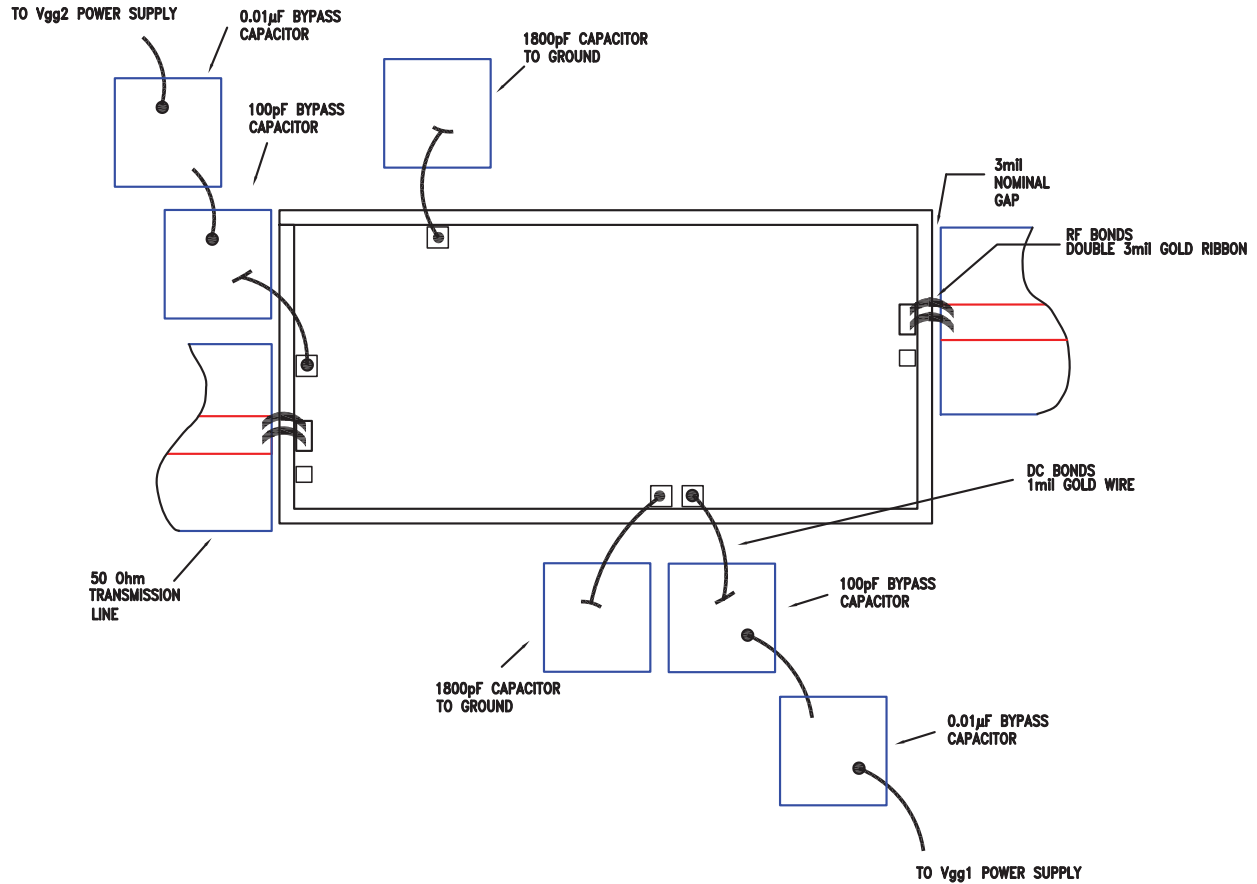 TO Vgg2 POWER SUPPLY
0.01µF BYPASS
CAPACITOR
1800pF CAPACITOR
TO GROUND
100pF BYPASS
CAPACITOR
3mil
NOMINAL
GAP
RF BONDS
DOUBLE 3mil GOLD RIBBON
DC BONDS
1mil GOLD WIRE
50 Ohm
TRANSMISSION
LINE
100pF BYPASS
CAPACITOR
1800pF CAPACITOR
TO GROUND
0.01µF BYPASS
CAPACITOR
TO Vgg1 POWER SUPPLY